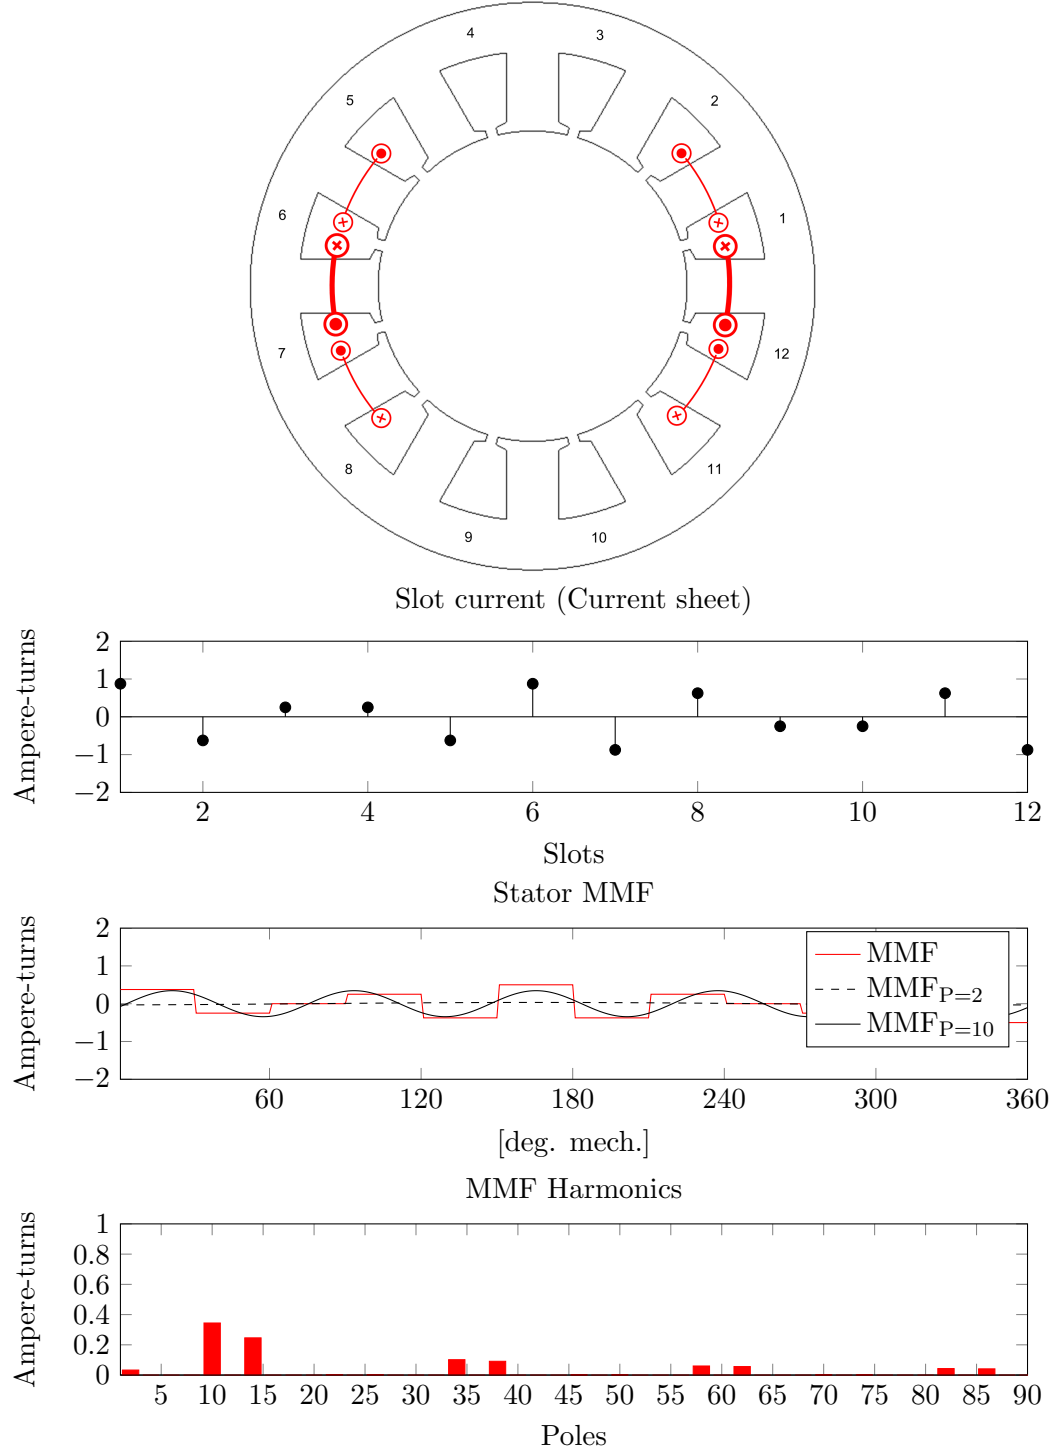 4 3
5 2
6 1
7 12
8 11
9 10
Slot current (Current sheet)
Ampere-turns
2
1
0
−1
−2
2 4 6 8 10 12
Slots
Stator MMF
Ampere-turns
2
1
0
−1
−2
MMF
MMF_P=2
MMF_P=10
60 120 180 240 300 360
[deg. mech.]
MMF Harmonics
Ampere-turns
1
0.8
0.6
0.4
0.2
0
5 10 15 20 25 30 35 40 45 50 55 60 65 70 75 80 85 90
Poles